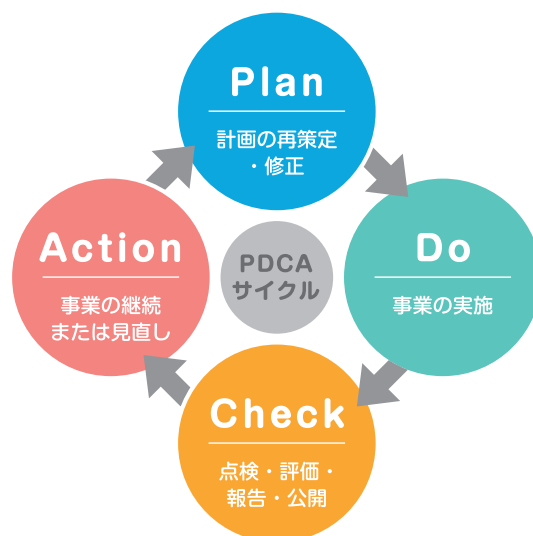 Plan
計画の再策定
・修正
Do
事業の実施
Check
点検・評価・
報告・公開
Action
事業の継続
または見直し
PDCA
サイクル